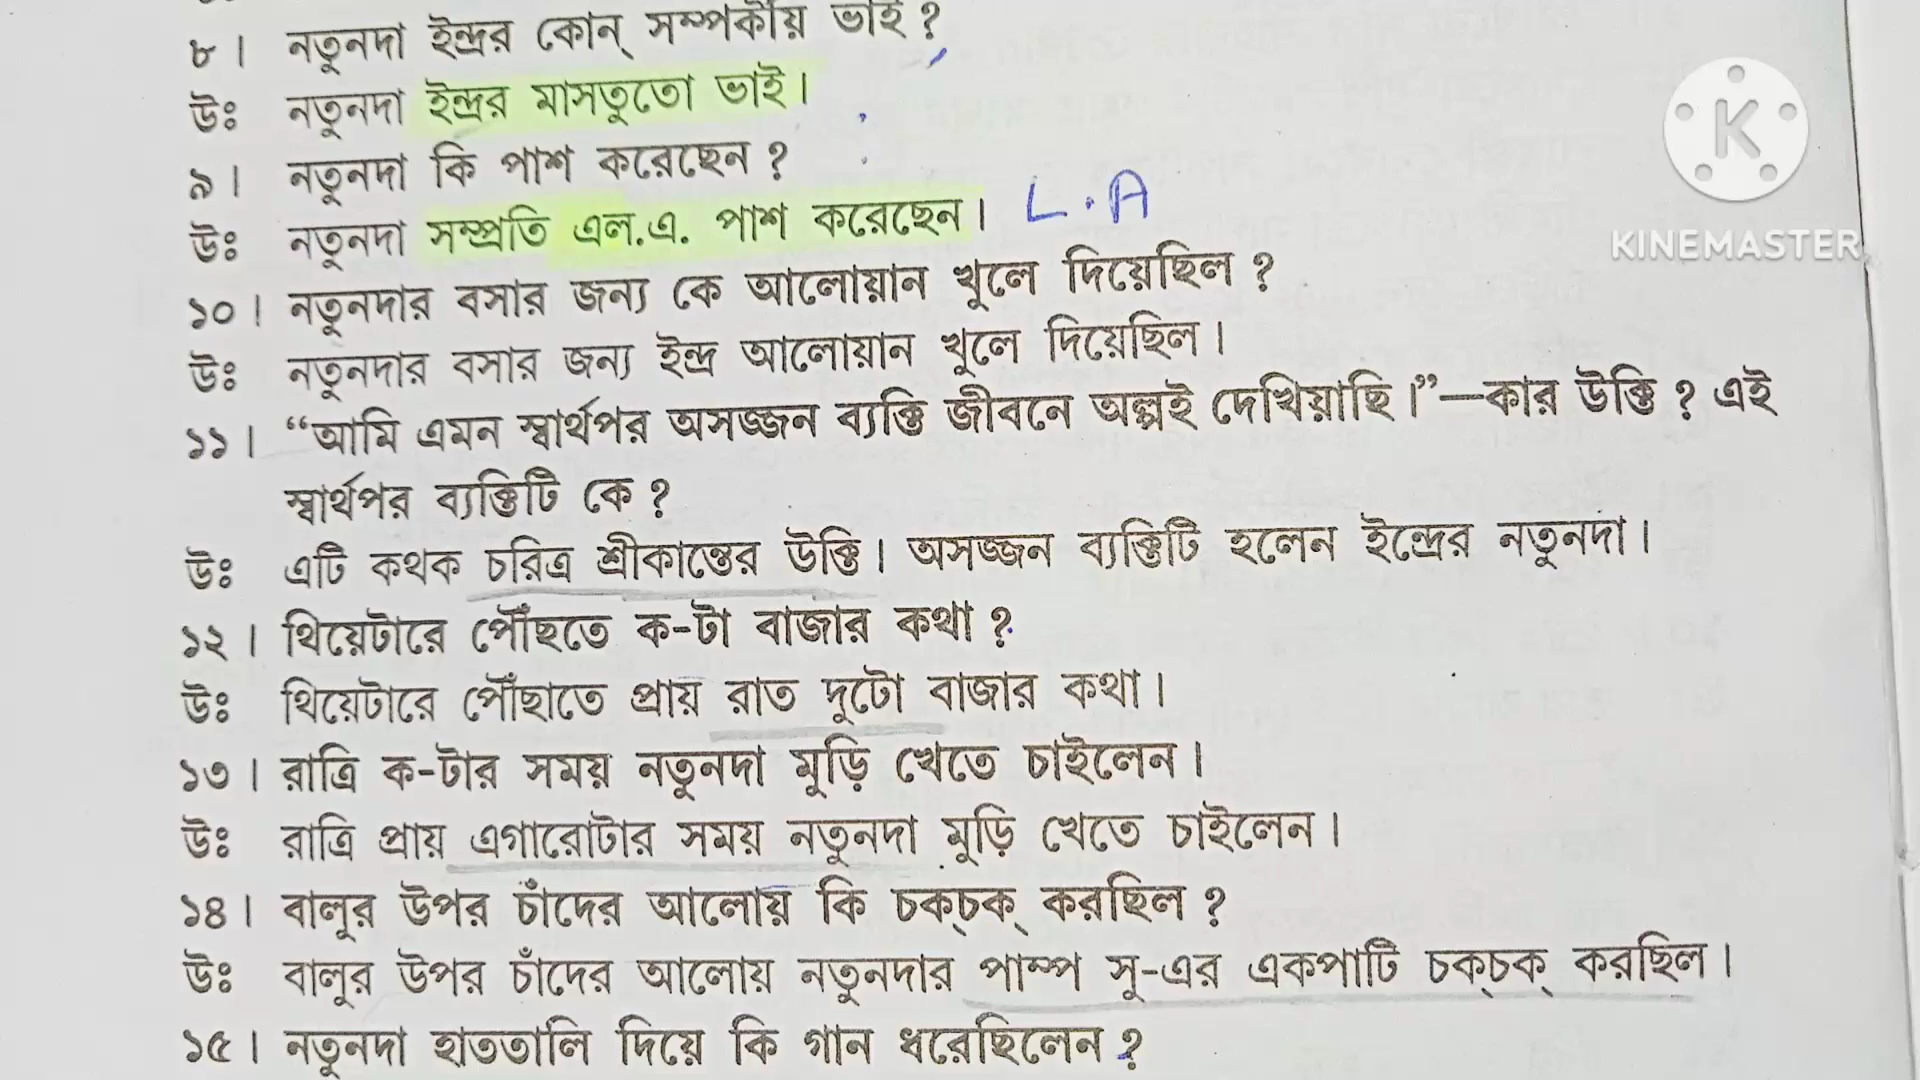 ৮। নতুনদা ইন্দ্রর কোন্ সম্পর্কীয় ভাই?
উঃ নতুনদা ইন্দ্রর মাসতুতো ভাই।
৯। নতুনদা কি পাশ করেছেন?
উঃ নতুনদা সম্প্রতি এল.এ. পাশ করেছেন। L.A
১০। নতুনদার বসার জন্য কে আলোয়ান খুলে দিয়েছিল?
উঃ নতুনদার বসার জন্য ইন্দ্র আলোয়ান খুলে দিয়েছিল।
১১। “আমি এমন স্বার্থপর অসজ্জন ব্যক্তি জীবনে অল্পই দেখিয়াছি।”—কার উক্তি? এই
স্বার্থপর ব্যক্তিটি কে?
উঃ এটি কথক চরিত্র শ্রীকান্তের উক্তি। অসজ্জন ব্যক্তিটি হলেন ইন্দ্রের নতুনদা।
১২। থিয়েটারে পৌঁছতে ক-টা বাজার কথা?
উঃ থিয়েটারে পৌঁছাতে প্রায় রাত দুটো বাজার কথা।
১৩। রাত্রি ক-টার সময় নতুনদা মুড়ি খেতে চাইলেন।
উঃ রাত্রি প্রায় এগারোটার সময় নতুনদা মুড়ি খেতে চাইলেন।
১৪। বালুর উপর চাঁদের আলোয় কি চক্‌চক্ করছিল?
উঃ বালুর উপর চাঁদের আলোয় নতুনদার পাম্প সু-এর একপাটি চক্‌চক্ করছিল।
১৫। নতুনদা হাততালি দিয়ে কি গান ধরেছিলেন?
K
KINEMASTER